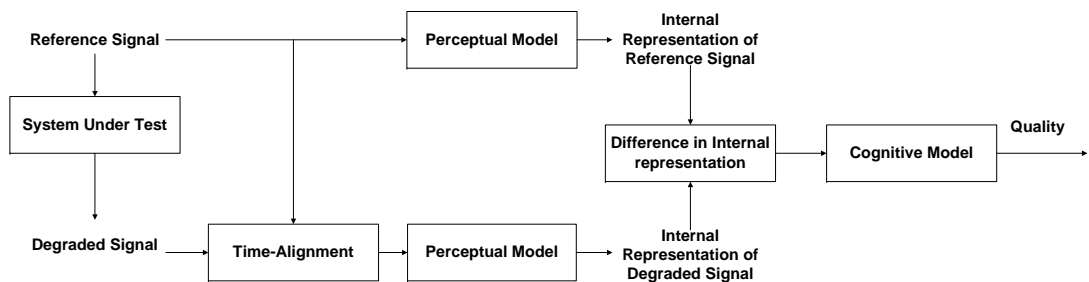 Reference Signal
Perceptual Model
Internal
Representation of
Reference Signal
System Under Test
Difference in Internal
representation
Cognitive Model
Quality
Degraded Signal
Time-Alignment
Perceptual Model
Internal
Representation of
Degraded Signal